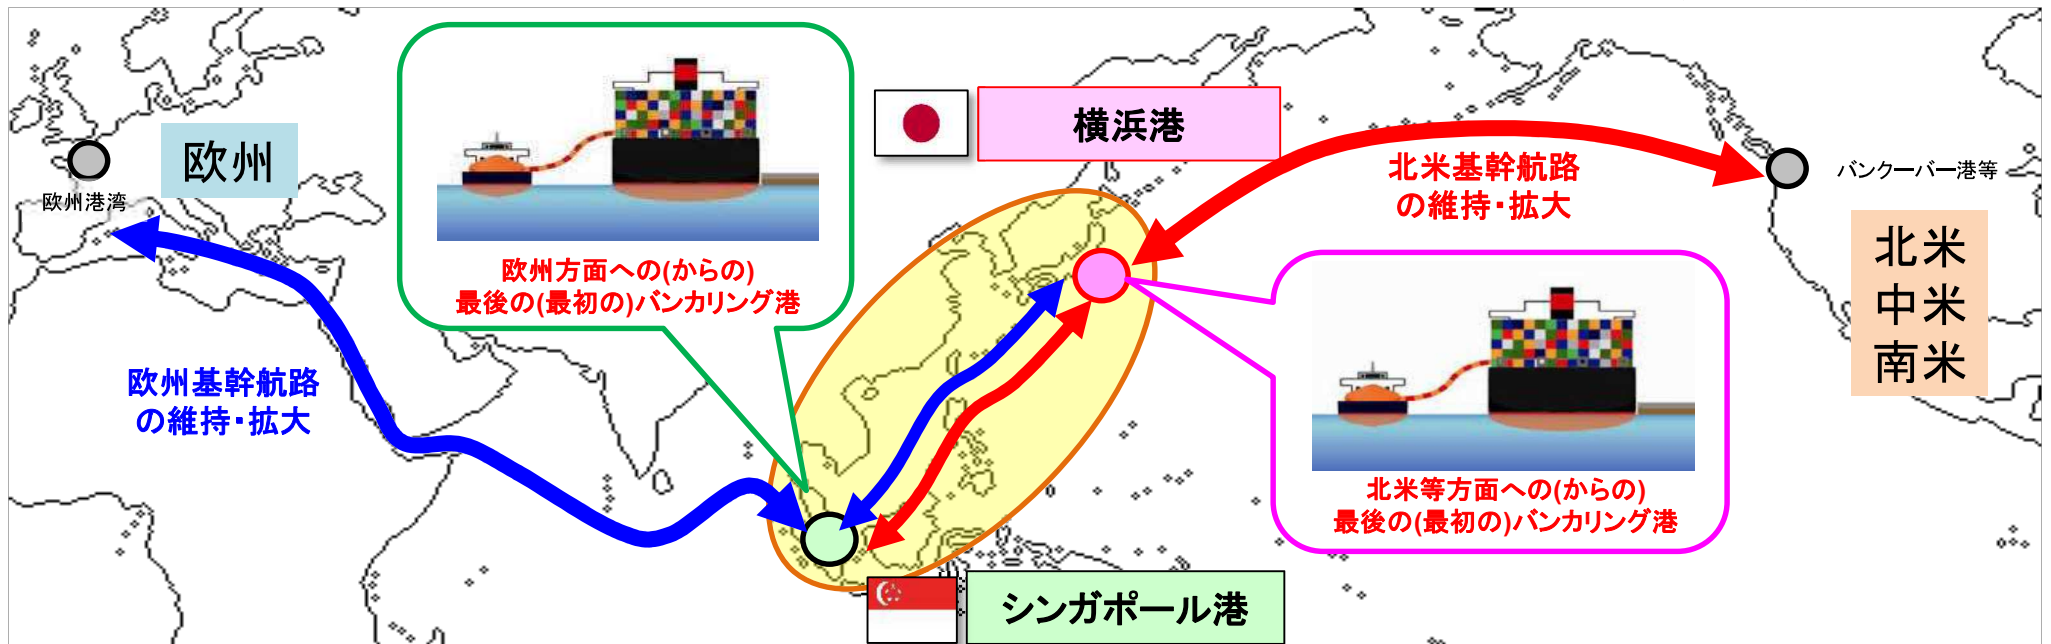 欧州
欧州港湾
欧州基幹航路
の維持・拡大
欧州方面への(からの)
最後の(最初の)バンカリング港
横浜港
北米基幹航路
の維持・拡大
バンクーバー港等
北米
中米
南米
北米等方面への(からの)
最後の(最初の)バンカリング港
シンガポール港